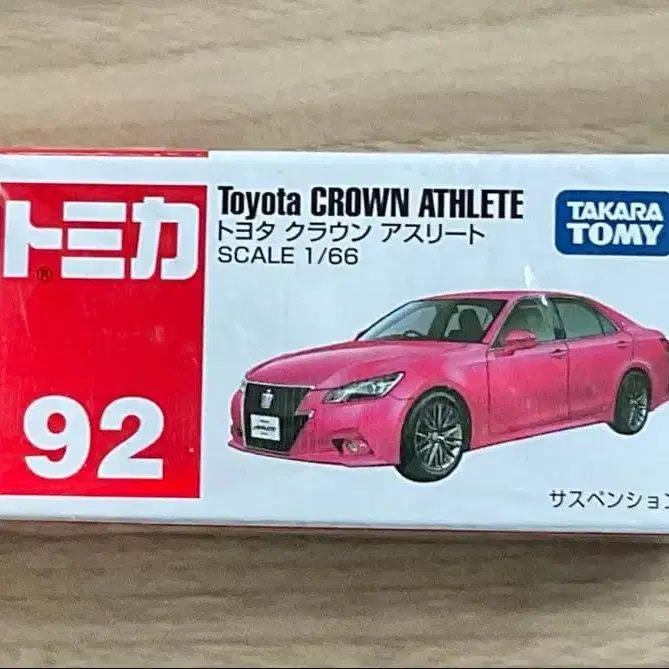 トミカ
®
92
Toyota CROWN ATHLETE
トヨタ クラウン アスリート
SCALE 1/66
TAKARA
TOMY
サスペンション